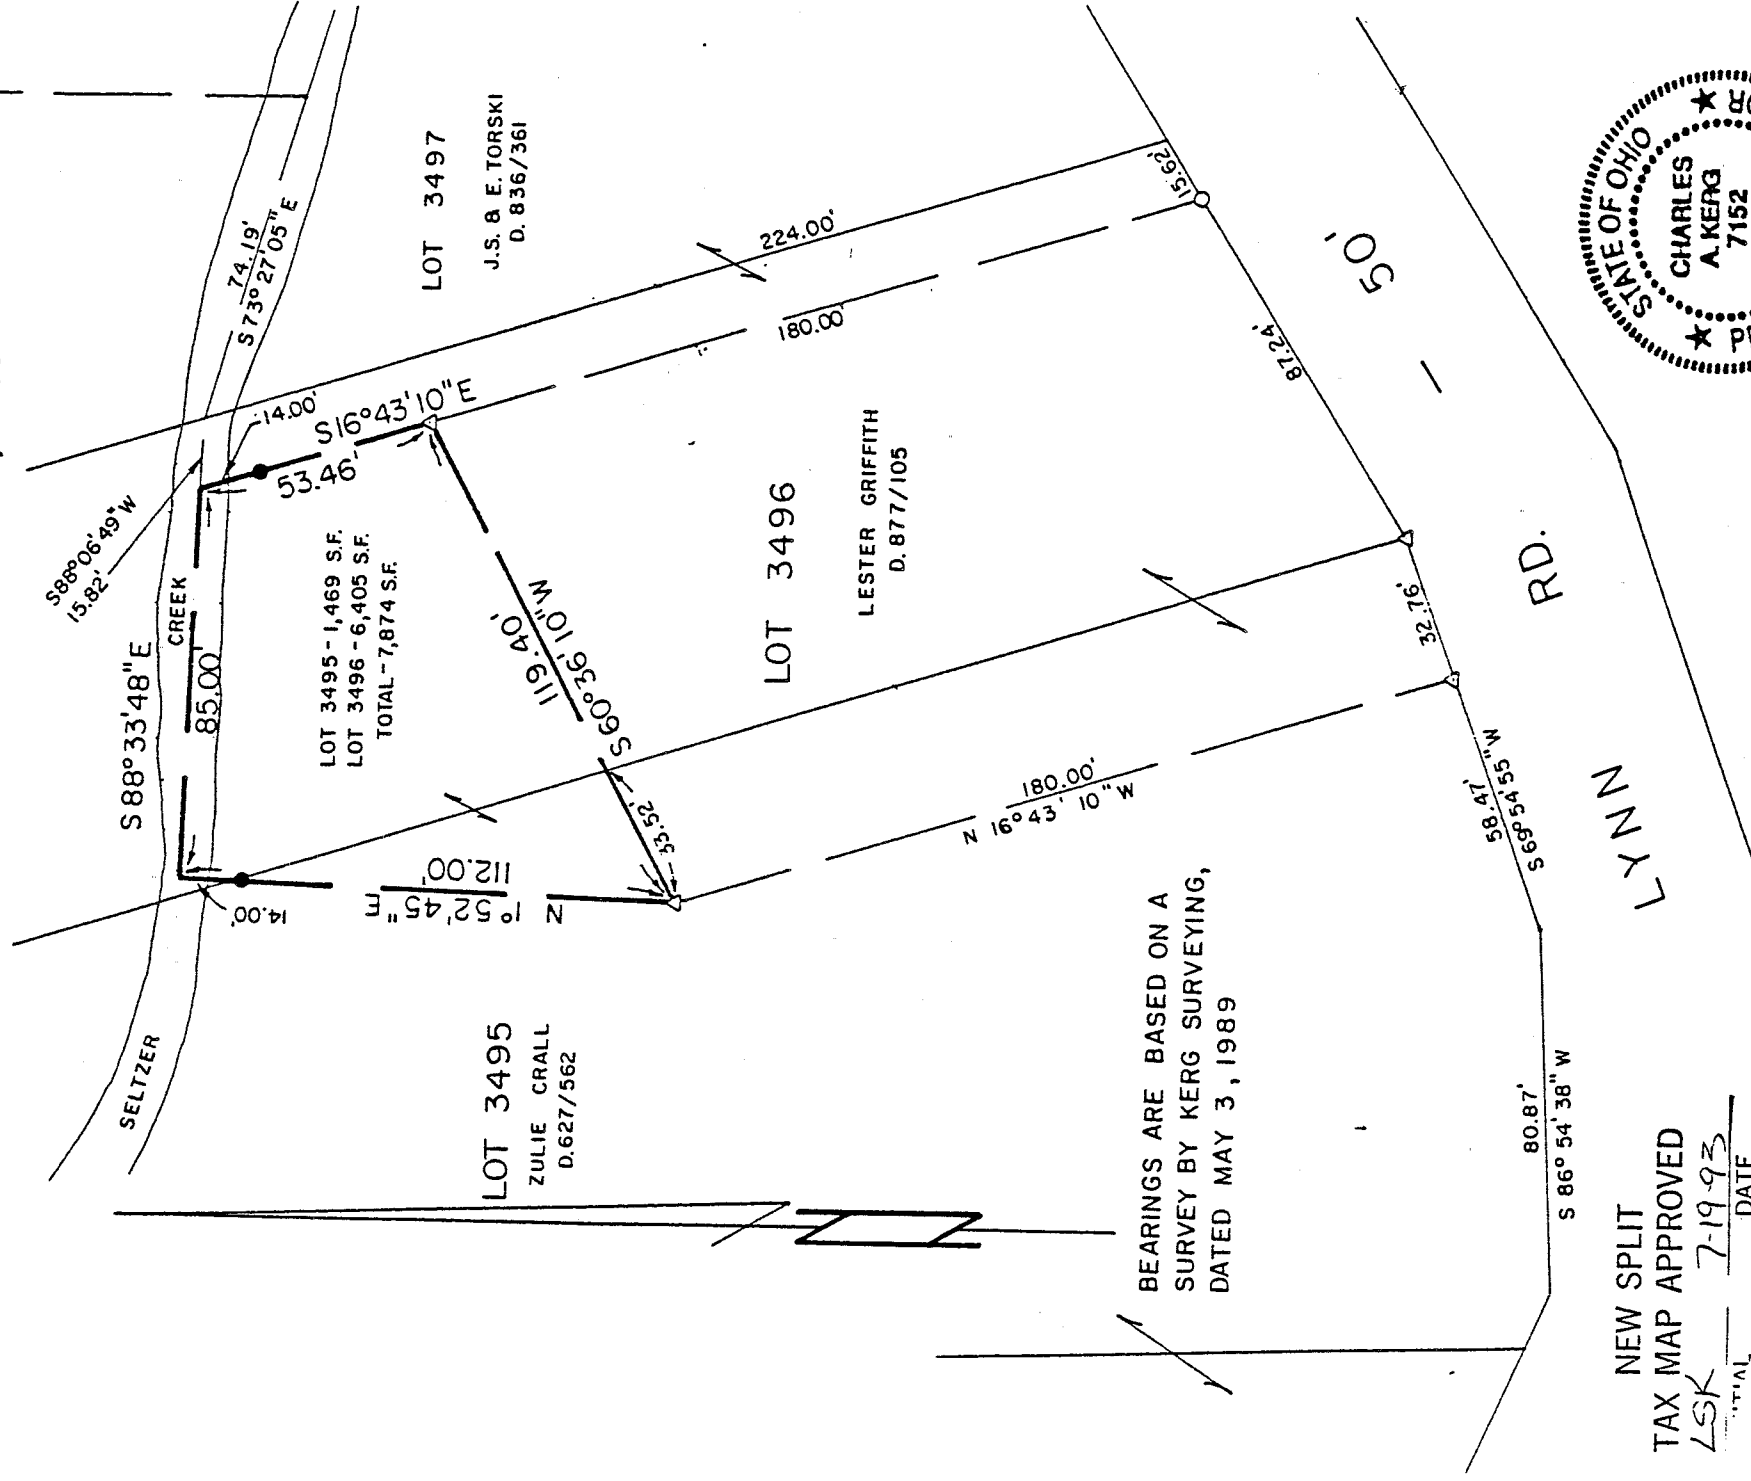 S88°06'49"W
15.82'
74.19'
S73°27'05"E
S88°33'48"E
CREEK
85.00'
14.00'
S16°43'10"E
53.46'
LOT 3497
J.S. & E. TORSKI
D. 836/361
224.00'
180.00'
15.62'
87.24'
50'
LOT 3495-1,469 S.F.
LOT 3496-6,405 S.F.
TOTAL-7,874 S.F.
119.40'
S60°36'10"W
33.52'
LOT 3496
LESTER GRIFFITH
D. 877/105
14.00'
112.00'
N 1°52'45"E
180.00'
N 16°43'10"W
32.76'
58.47'
S69°54'55"W
LYNN RD.
SELTZER
LOT 3495
ZULIE CRALL
D.627/562
BEARINGS ARE BASED ON A
SURVEY BY KERG SURVEYING,
DATED MAY 3, 1989
80.87'
S 86°54'38"W
STATE OF OHIO
CHARLES
A. KERG
7152
NEW SPLIT
TAX MAP APPROVED
LSK 7-19-93
DATE